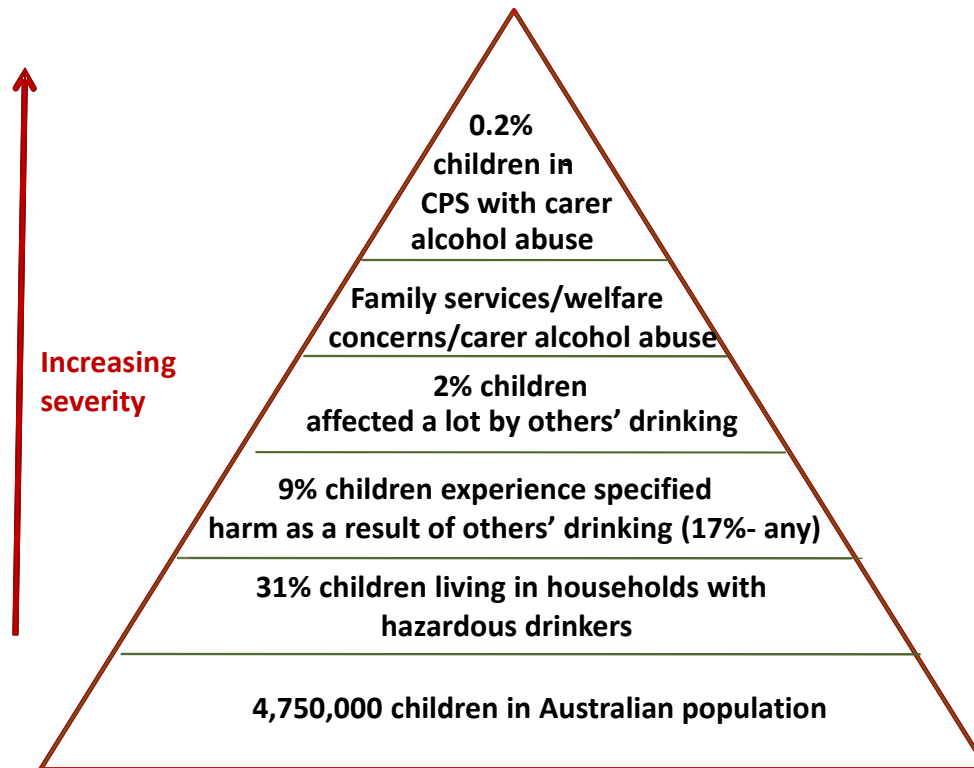 0.2%
children in
CPS with carer
alcohol abuse
Family services/welfare
concerns/carer alcohol abuse
Increasing
severity
2% children
affected a lot by others’ drinking
9% children experience specified
harm as a result of others’ drinking (17%- any)
31% children living in households with
hazardous drinkers
4,750,000 children in Australian population